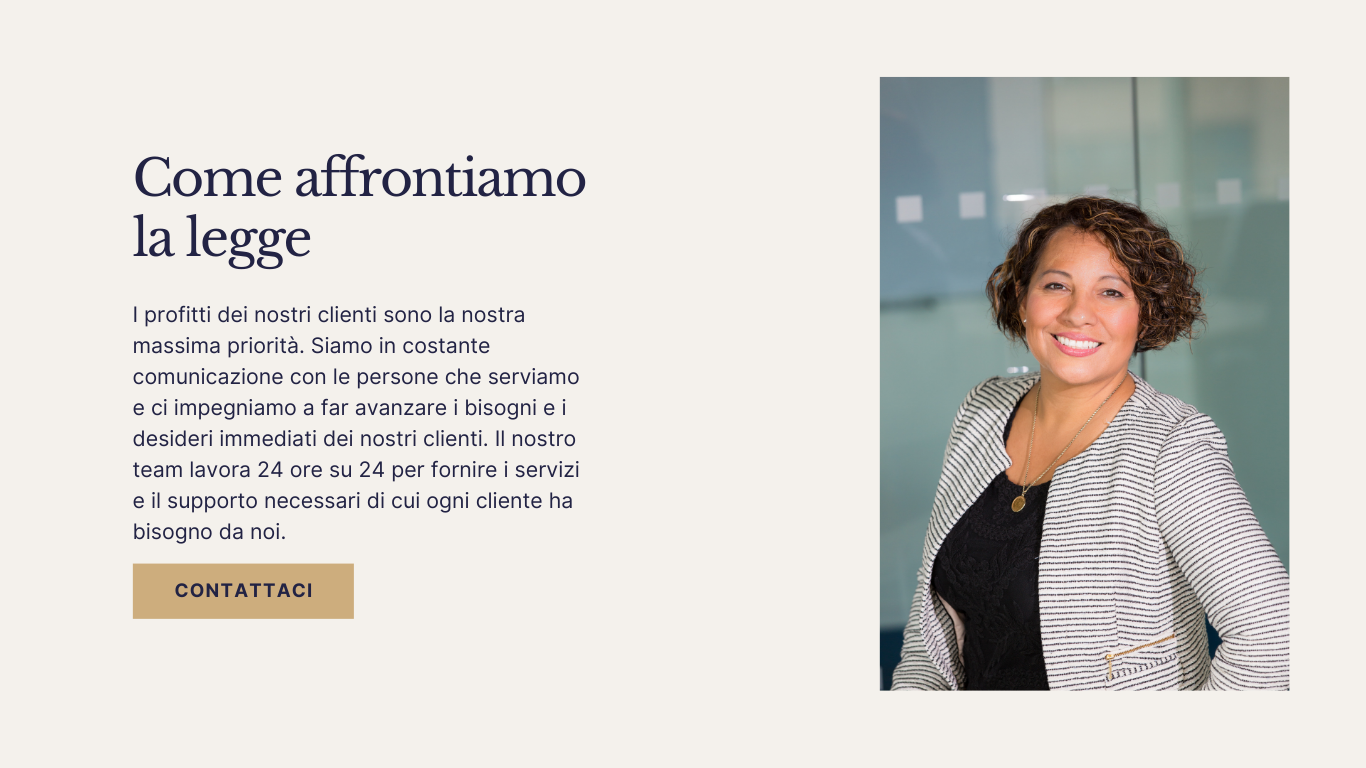 Come affrontiamo
la legge
I profitti dei nostri clienti sono la nostra
massima priorità. Siamo in costante
comunicazione con le persone che serviamo
e ci impegniamo a far avanzare i bisogni e i
desideri immediati dei nostri clienti. Il nostro
team lavora 24 ore su 24 per fornire i servizi
e il supporto necessari di cui ogni cliente ha
bisogno da noi.
CONTATTACI